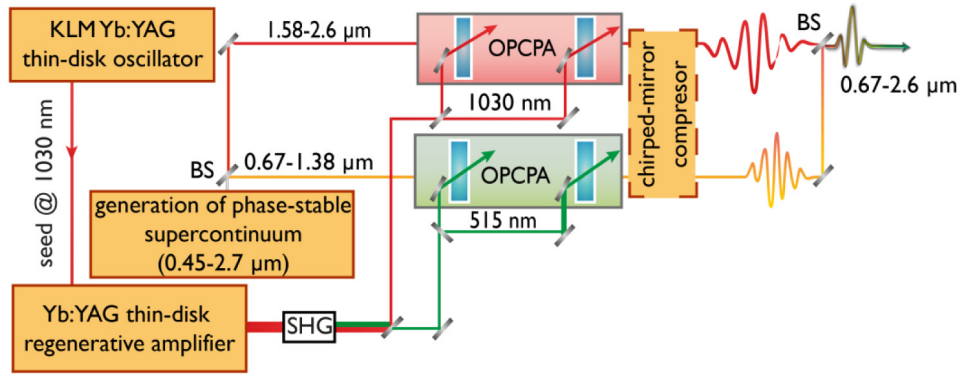 KLM Yb:YAG
thin-disk oscillator
1.58-2.6 μm
OPCPA
BS
0.67-2.6 μm
seed @ 1030 nm
1030 nm
chirped-mirror
compresor
BS
0.67-1.38 μm
OPCPA
generation of phase-stable
supercontinuum
(0.45-2.7 μm)
515 nm
Yb:YAG thin-disk
regenerative amplifier
SHG